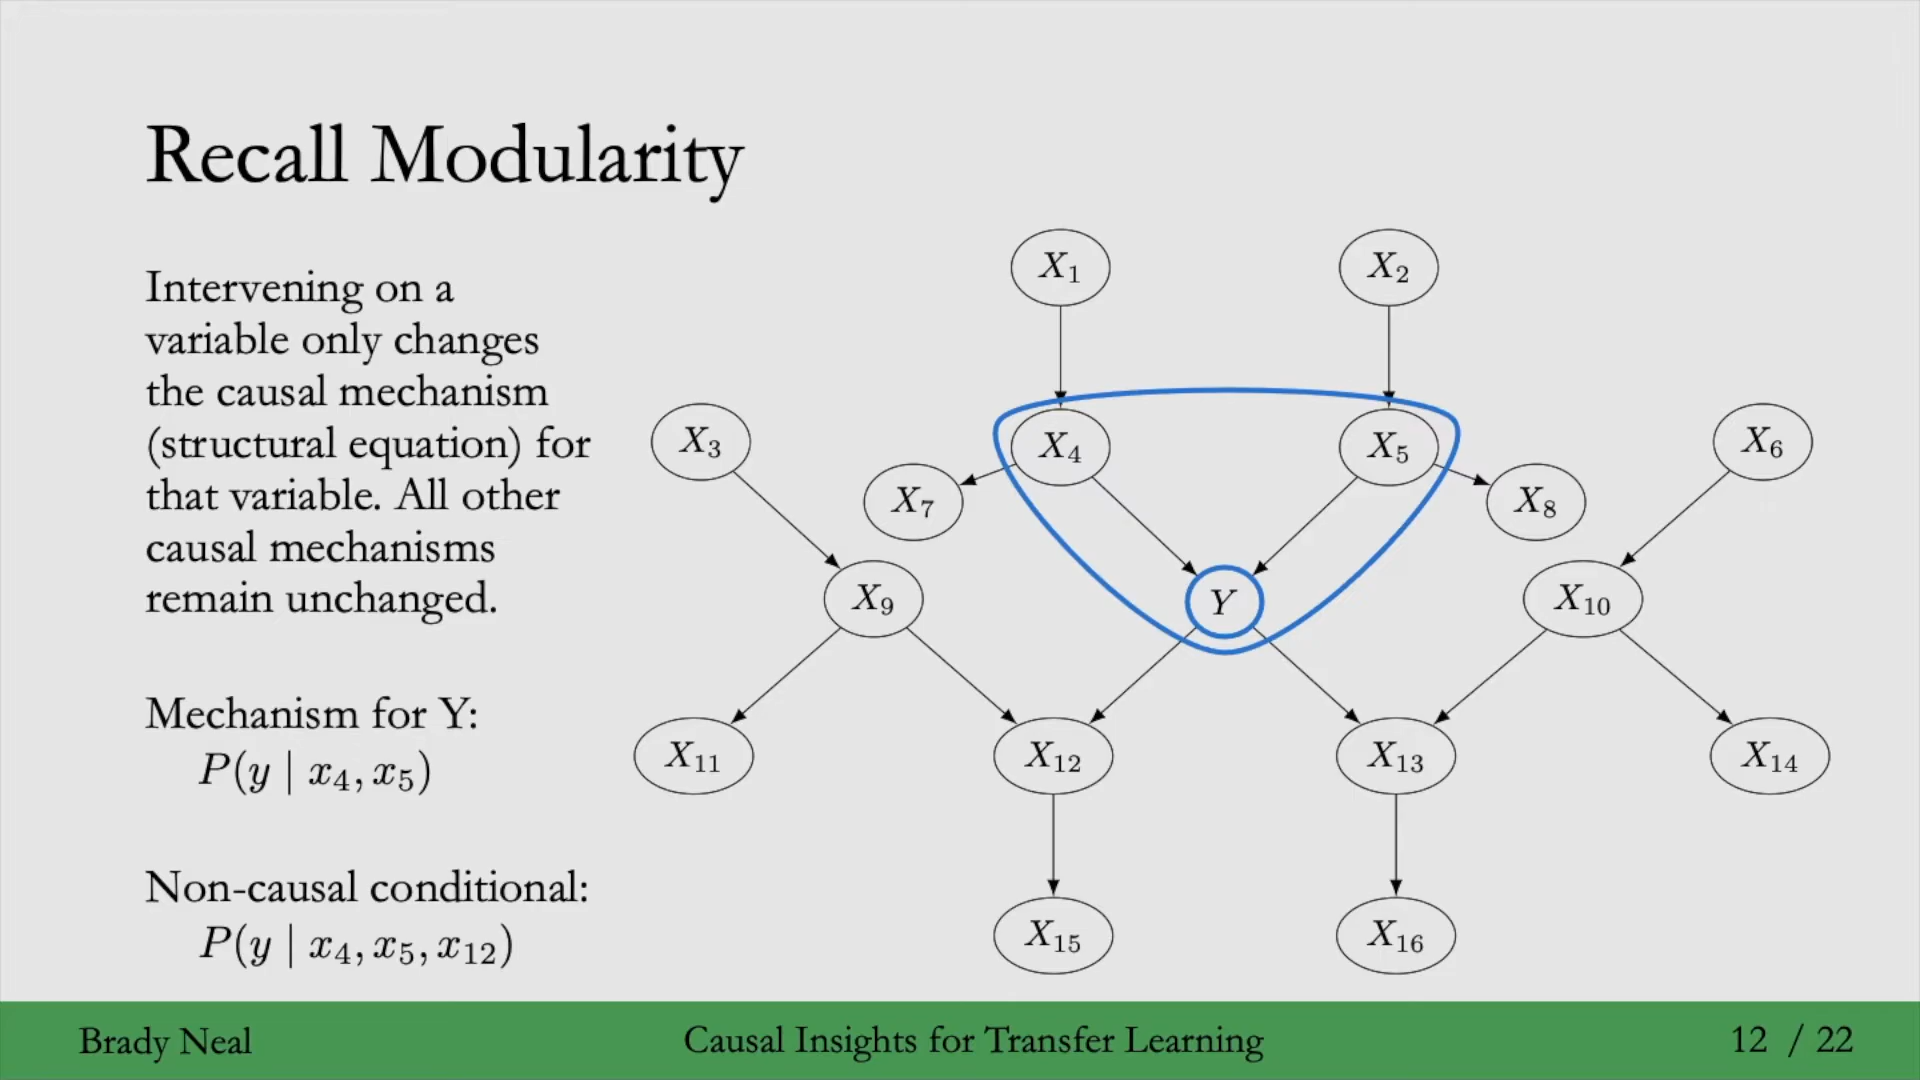 Recall Modularity
Intervening on a
variable only changes
the causal mechanism
(structural equation) for
that variable. All other
causal mechanisms
remain unchanged.
Mechanism for Y:
P(y | x₄, x₅)
Non-causal conditional:
P(y | x₄, x₅, x₁₂)
X₁
X₂
X₃
X₄
X₅
X₆
X₇
X₈
X₉
Y
X₁₀
X₁₁
X₁₂
X₁₃
X₁₄
X₁₅
X₁₆
Brady Neal
Causal Insights for Transfer Learning
12 / 22